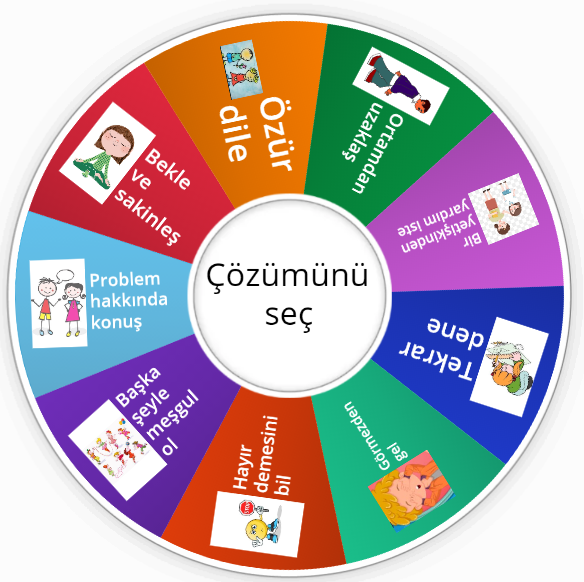 Çözümünü
seç
Özür
dile
Ortamdan
uzaklaş
Bir
yetişkinden
yardım iste
Tekrar
dene
Görmezden
gel
Hayır
demesini
bil
Başka
şeyle
meşgul
ol
Problem
hakkında
konuş
Bekle
ve
sakinleş